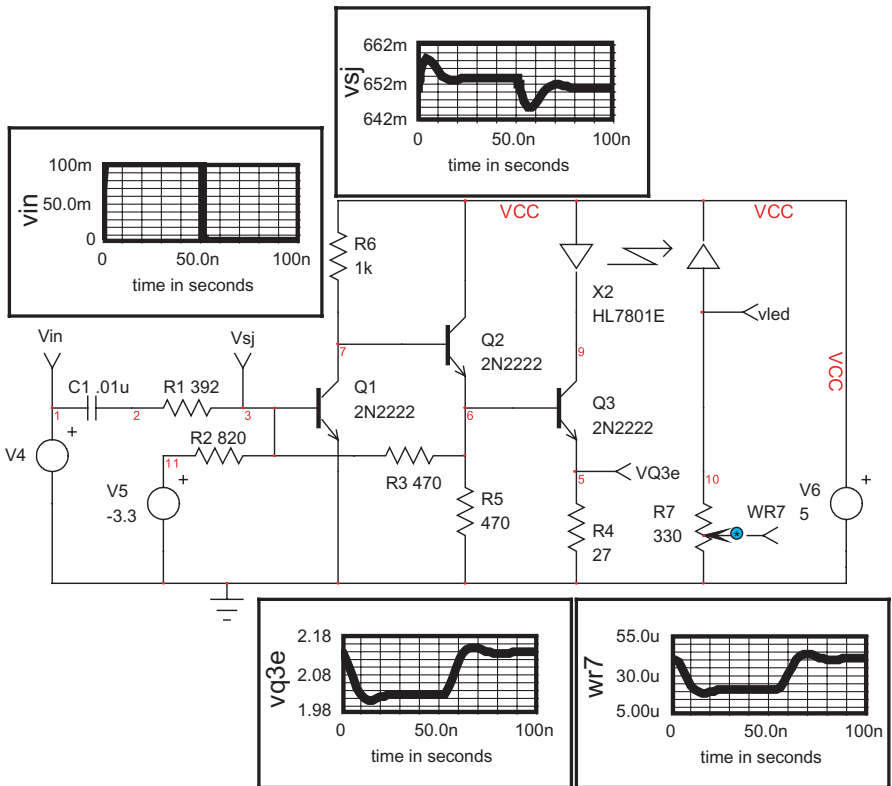 662m
652m
642m
vsj
0
50.0n
100n
time in seconds
100m
50.0m
0
vin
0
50.0n
100n
time in seconds
VCC
VCC
R6
1k
X2
HL7801E
vled
Vin
Vsj
7
Q2
2N2222
9
VCC
C1 .01u
R1 392
Q1
2N2222
Q3
2N2222
1
2
3
6
V4
+
R2 820
11
R3 470
VQ3e
5
10
V5
-3.3
+
R5
470
R4
27
R7
330
*
WR7
V6
5
+
2.18
2.08
1.98
vq3e
0
50.0n
100n
time in seconds
55.0u
30.0u
5.00u
wr7
0
50.0n
100n
time in seconds